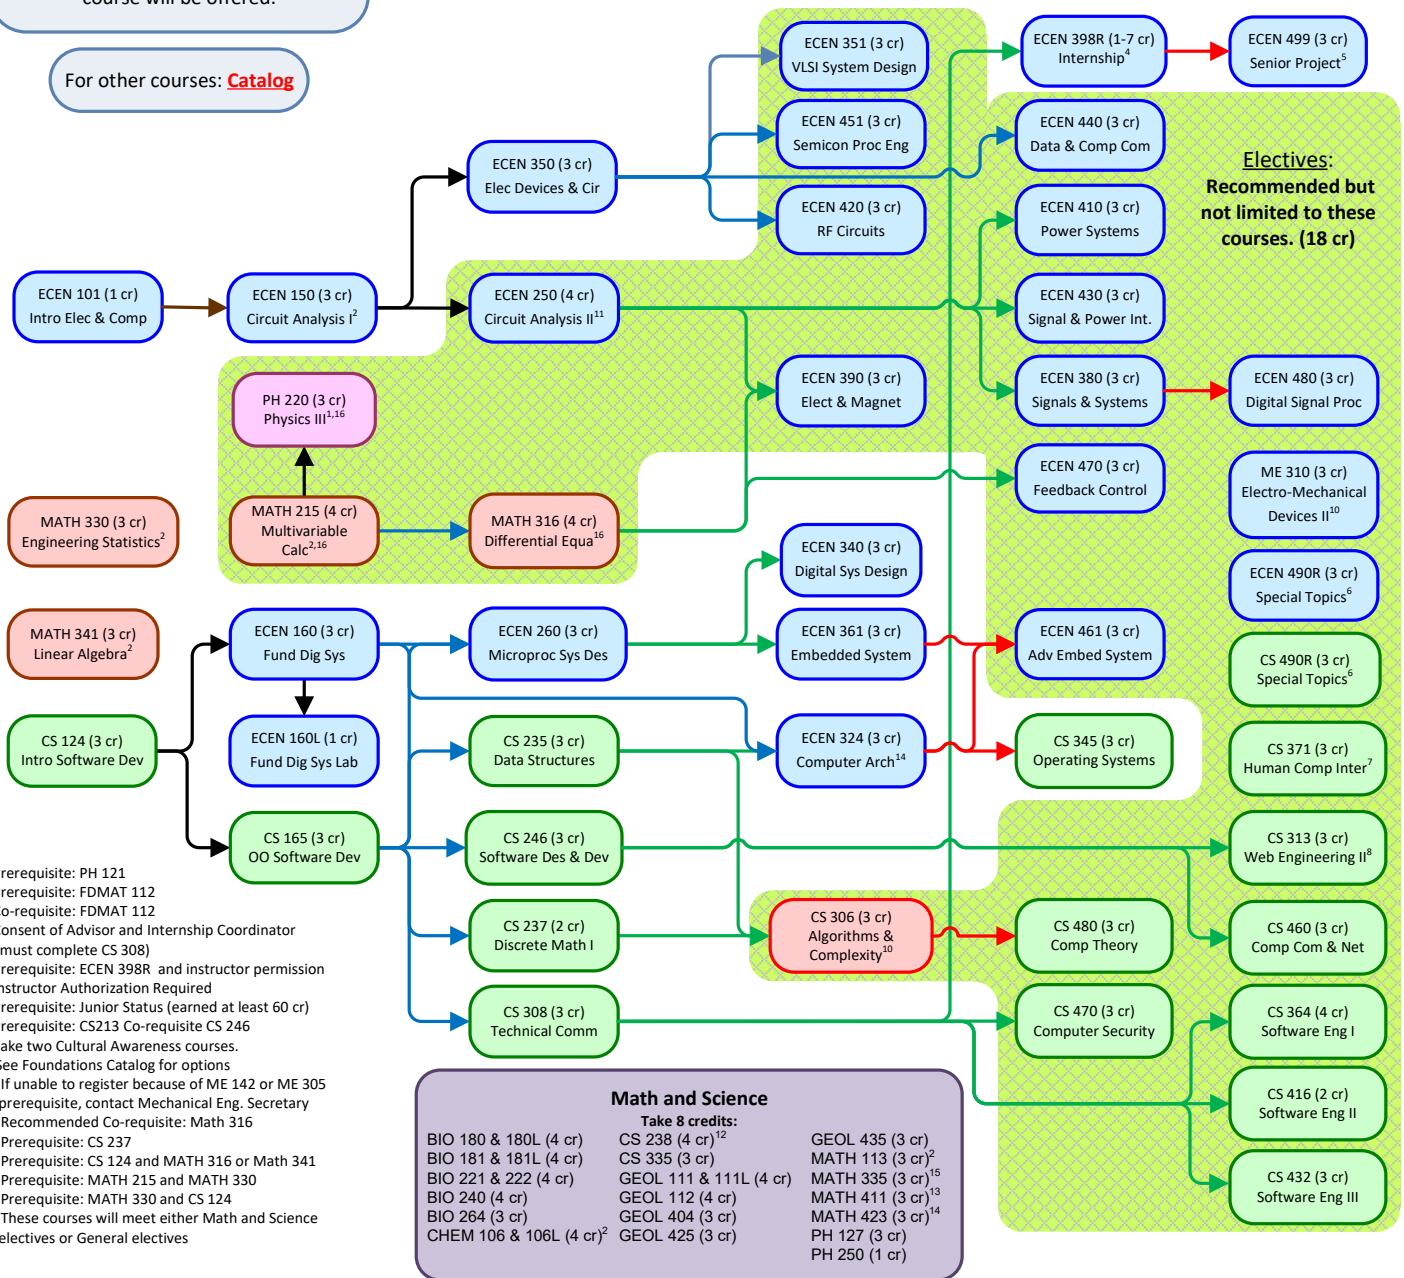 course will be offered.
For other courses: Catalog
ECEN 351 (3 cr)
VLSI System Design
ECEN 398R (1-7 cr)
Internship4
ECEN 499 (3 cr)
Senior Project5
ECEN 451 (3 cr)
Semicon Proc Eng
ECEN 440 (3 cr)
Data & Comp Com
Electives:
Recommended but
not limited to these
courses. (18 cr)
ECEN 350 (3 cr)
Elec Devices & Cir
ECEN 420 (3 cr)
RF Circuits
ECEN 410 (3 cr)
Power Systems
ECEN 101 (1 cr)
Intro Elec & Comp
ECEN 150 (3 cr)
Circuit Analysis I2
ECEN 250 (4 cr)
Circuit Analysis II11
ECEN 430 (3 cr)
Signal & Power Int.
PH 220 (3 cr)
Physics III1,16
ECEN 390 (3 cr)
Elect & Magnet
ECEN 380 (3 cr)
Signals & Systems
ECEN 480 (3 cr)
Digital Signal Proc
ECEN 470 (3 cr)
Feedback Control
ME 310 (3 cr)
Electro-Mechanical
Devices II10
MATH 330 (3 cr)
Engineering Statistics2
MATH 215 (4 cr)
Multivariable
Calc2,16
MATH 316 (4 cr)
Differential Equa16
ECEN 340 (3 cr)
Digital Sys Design
ECEN 490R (3 cr)
Special Topics6
MATH 341 (3 cr)
Linear Algebra2
ECEN 160 (3 cr)
Fund Dig Sys
ECEN 260 (3 cr)
Microproc Sys Des
ECEN 361 (3 cr)
Embedded System
ECEN 461 (3 cr)
Adv Embed System
CS 490R (3 cr)
Special Topics6
CS 124 (3 cr)
Intro Software Dev
ECEN 160L (1 cr)
Fund Dig Sys Lab
CS 235 (3 cr)
Data Structures
ECEN 324 (3 cr)
Computer Arch14
CS 345 (3 cr)
Operating Systems
CS 371 (3 cr)
Human Comp Inter7
CS 165 (3 cr)
OO Software Dev
CS 246 (3 cr)
Software Des & Dev
CS 313 (3 cr)
Web Engineering II8
CS 237 (2 cr)
Discrete Math I
CS 306 (3 cr)
Algorithms &
Complexity10
CS 480 (3 cr)
Comp Theory
CS 460 (3 cr)
Comp Com & Net
CS 308 (3 cr)
Technical Comm
CS 470 (3 cr)
Computer Security
CS 364 (4 cr)
Software Eng I
CS 416 (2 cr)
Software Eng II
CS 432 (3 cr)
Software Eng III
rerequisite: PH 121
rerequisite: FDMAT 112
o-requisite: FDMAT 112
onsent of Advisor and Internship Coordinator
must complete CS 308)
rerequisite: ECEN 398R and instructor permission
nstructor Authorization Required
rerequisite: Junior Status (earned at least 60 cr)
rerequisite: CS213 Co-requisite CS 246
ake two Cultural Awareness courses.
See Foundations Catalog for options
If unable to register because of ME 142 or ME 305
prerequisite, contact Mechanical Eng. Secretary
Recommended Co-requisite: Math 316
Prerequisite: CS 237
Prerequisite: CS 124 and MATH 316 or Math 341
Prerequisite: MATH 215 and MATH 330
Prerequisite: MATH 330 and CS 124
These courses will meet either Math and Science
electives or General electives
Math and Science
Take 8 credits:
BIO 180 & 180L (4 cr)
BIO 181 & 181L (4 cr)
BIO 221 & 222 (4 cr)
BIO 240 (4 cr)
BIO 264 (3 cr)
CHEM 106 & 106L (4 cr)2
CS 238 (4 cr)12
CS 335 (3 cr)
GEOL 111 & 111L (4 cr)
GEOL 112 (4 cr)
GEOL 404 (3 cr)
GEOL 425 (3 cr)
GEOL 435 (3 cr)
MATH 113 (3 cr)2
MATH 335 (3 cr)15
MATH 411 (3 cr)13
MATH 423 (3 cr)14
PH 127 (3 cr)
PH 250 (1 cr)